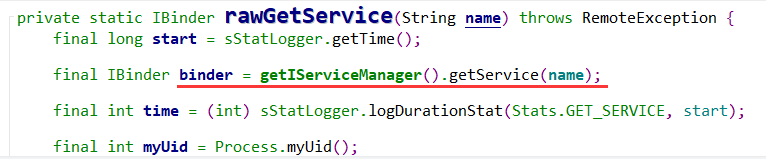 private static IBinder rawGetService(String name) throws RemoteException {
final long start = sStatLogger.getTime();
final IBinder binder = getIServiceManager().getService(name);
final int time = (int) sStatLogger.logDurationStat(Stats.GET_SERVICE, start);
final int myUid = Process.myUid();